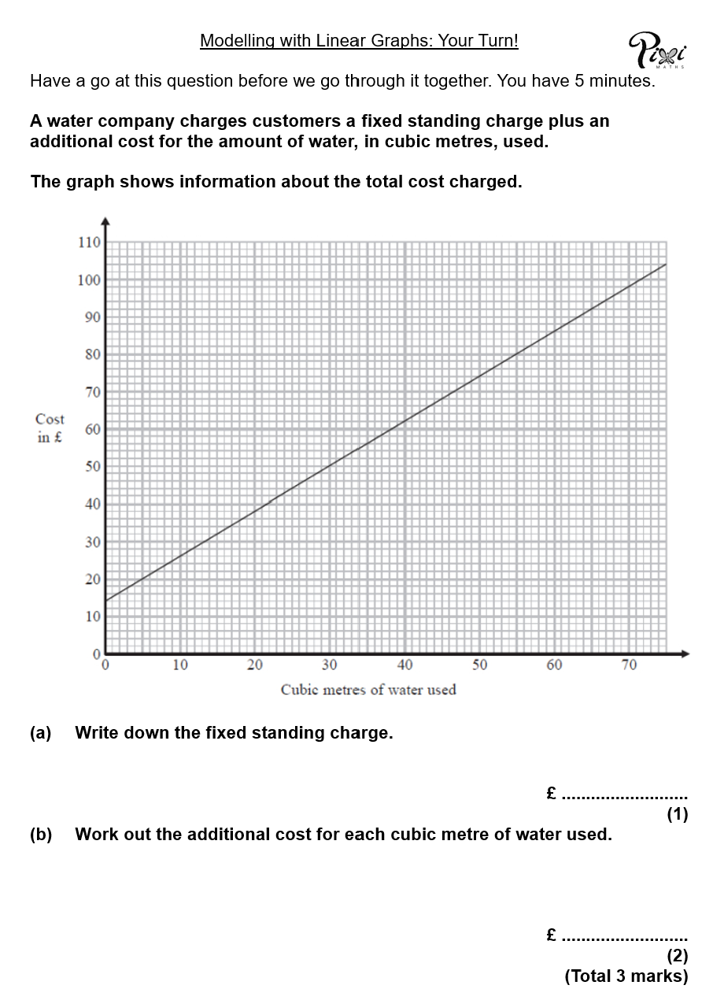 Modelling with Linear Graphs: Your Turn!
Pixi
MATHS
Have a go at this question before we go through it together. You have 5 minutes.
A water company charges customers a fixed standing charge plus an
additional cost for the amount of water, in cubic metres, used.
The graph shows information about the total cost charged.
110
100
90
80
70
Cost
in £
60
50
40
30
20
10
0
0 10 20 30 40 50 60 70
Cubic metres of water used
(a) Write down the fixed standing charge.
£ ..........................
(1)
(b) Work out the additional cost for each cubic metre of water used.
£ ..........................
(2)
(Total 3 marks)